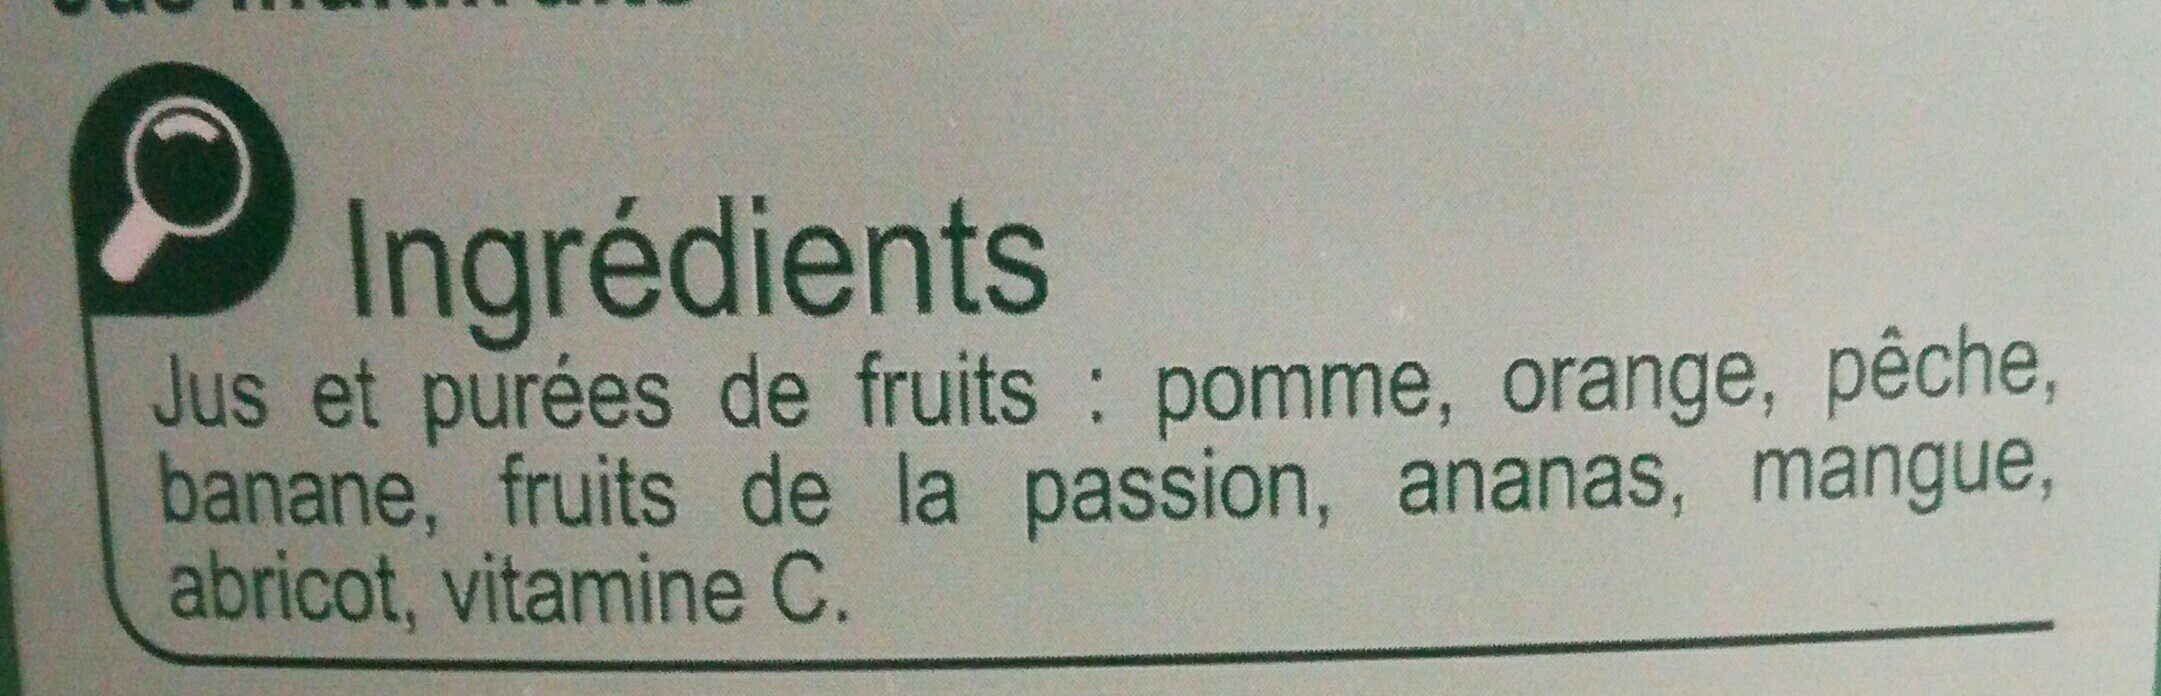 Ingrédients
Jus et purées de fruits : pomme, orange, pêche,
banane, fruits de la passion, ananas, mangue,
abricot, vitamine C.